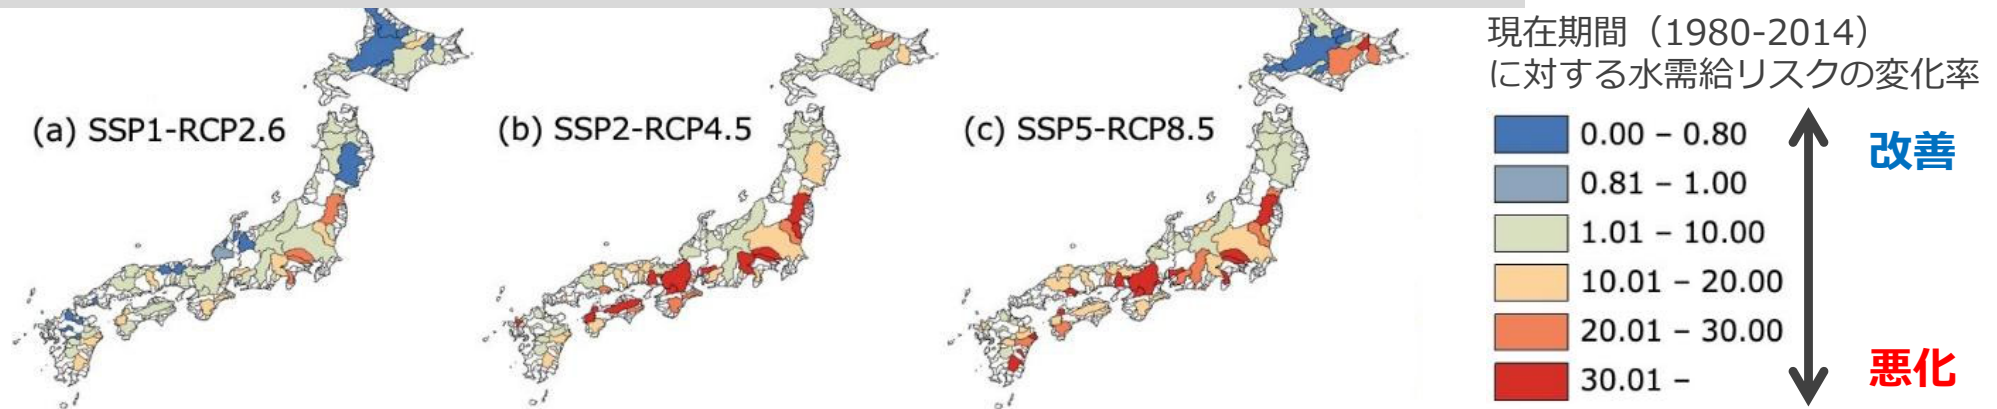 (a) SSP1-RCP2.6
(b) SSP2-RCP4.5
(c) SSP5-RCP8.5
現在期間（1980-2014）
に対する水需給リスクの変化率
0.00 – 0.80
0.81 – 1.00
1.01 – 10.00
10.01 – 20.00
20.01 – 30.00
30.01 –
改善
悪化